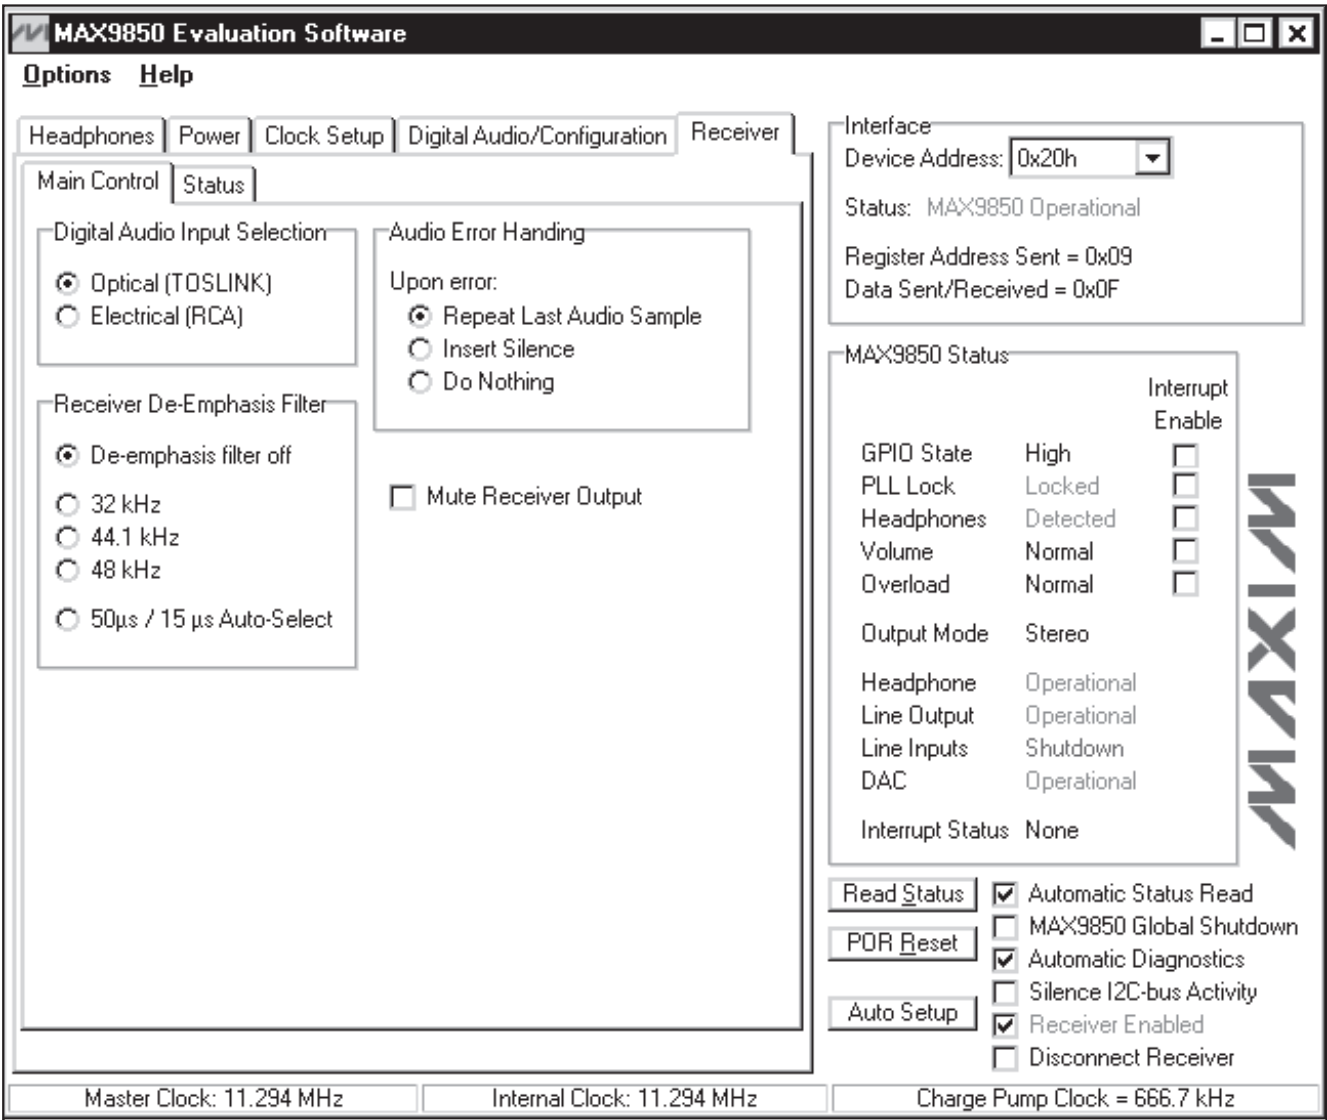 MAX9850 Evaluation Software
Options Help
Headphones Power Clock Setup Digital Audio/Configuration Receiver
Main Control Status
Digital Audio Input Selection
Optical (TOSLINK)
Electrical (RCA)
Receiver De-Emphasis Filter
De-emphasis filter off
32 kHz
44.1 kHz
48 kHz
50µs / 15 µs Auto-Select
Audio Error Handing
Upon error:
Repeat Last Audio Sample
Insert Silence
Do Nothing
Mute Receiver Output
Interface
Device Address: 0x20h
Status: MAX9850 Operational
Register Address Sent = 0x09
Data Sent/Received = 0x0F
MAX9850 Status
Interrupt
Enable
GPIO State High
PLL Lock Locked
Headphones Detected
Volume Normal
Overload Normal
Output Mode Stereo
Headphone Operational
Line Output Operational
Line Inputs Shutdown
DAC Operational
Interrupt Status None
MAXIM
Read Status
POR Reset
Auto Setup
Automatic Status Read
MAX9850 Global Shutdown
Automatic Diagnostics
Silence I2C-bus Activity
Receiver Enabled
Disconnect Receiver
Master Clock: 11.294 MHz Internal Clock: 11.294 MHz Charge Pump Clock = 666.7 kHz